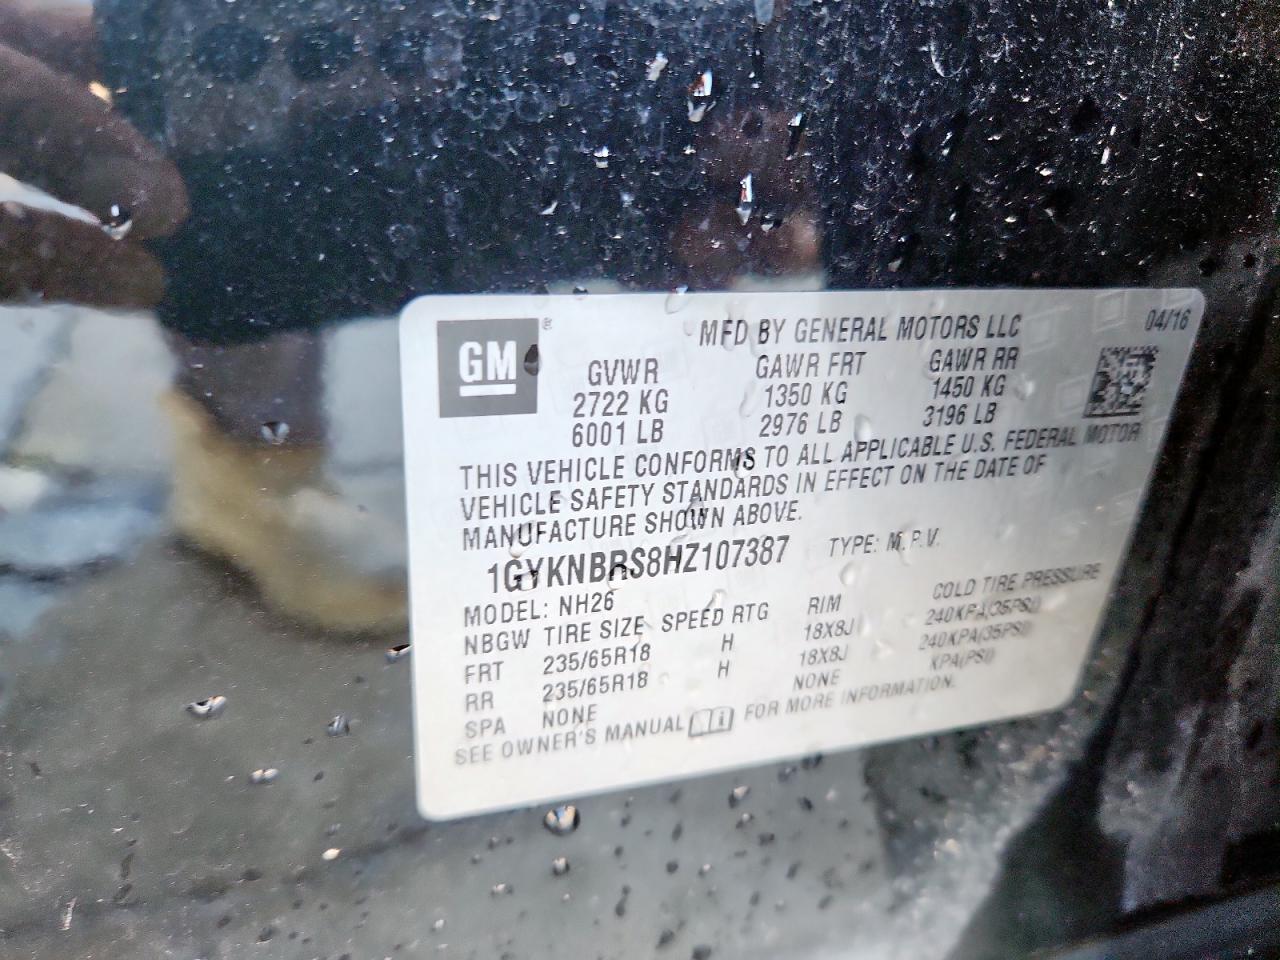 GM ®
MFD BY GENERAL MOTORS LLC 04/16
GVWR GAWR FRT GAWR RR
2722 KG 1350 KG 1450 KG
6001 LB 2976 LB 3196 LB
THIS VEHICLE CONFORMS TO ALL APPLICABLE U.S. FEDERAL MOTOR
VEHICLE SAFETY STANDARDS IN EFFECT ON THE DATE OF
MANUFACTURE SHOWN ABOVE.
1GYKNBRS8HZ107387 TYPE: M.P.V.
MODEL: NH26
NBGW TIRE SIZE SPEED RTG RIM COLD TIRE PRESSURE
FRT 235/65R18 H 18X8J 240KPA(35PSI)
RR 235/65R18 H 18X8J 240KPA(35PSI)
SPA NONE NONE KPA(PSI)
SEE OWNER'S MANUAL FOR MORE INFORMATION.